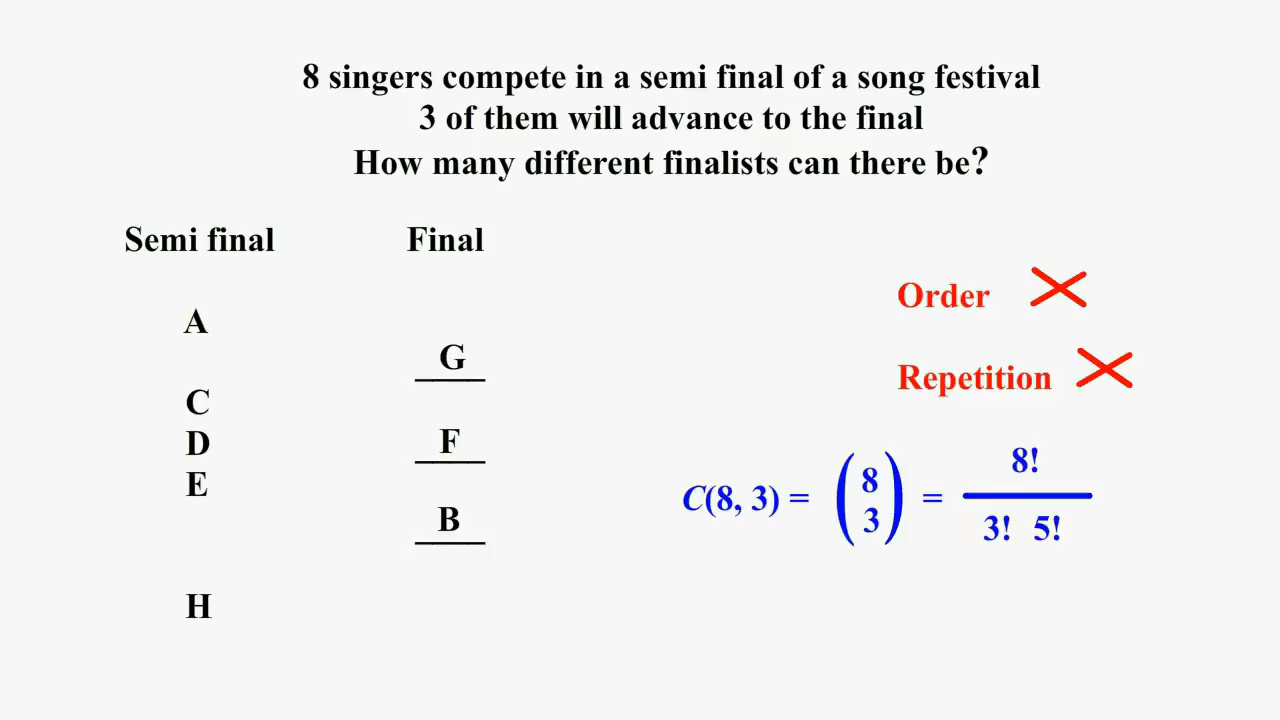 8 singers compete in a semi final of a song festival
3 of them will advance to the final
How many different finalists can there be?
Semi final
A
C
D
E
H
Final
G
F
B
Order
Repetition
C(8, 3) = (8 3) = 8! / 3! 5!